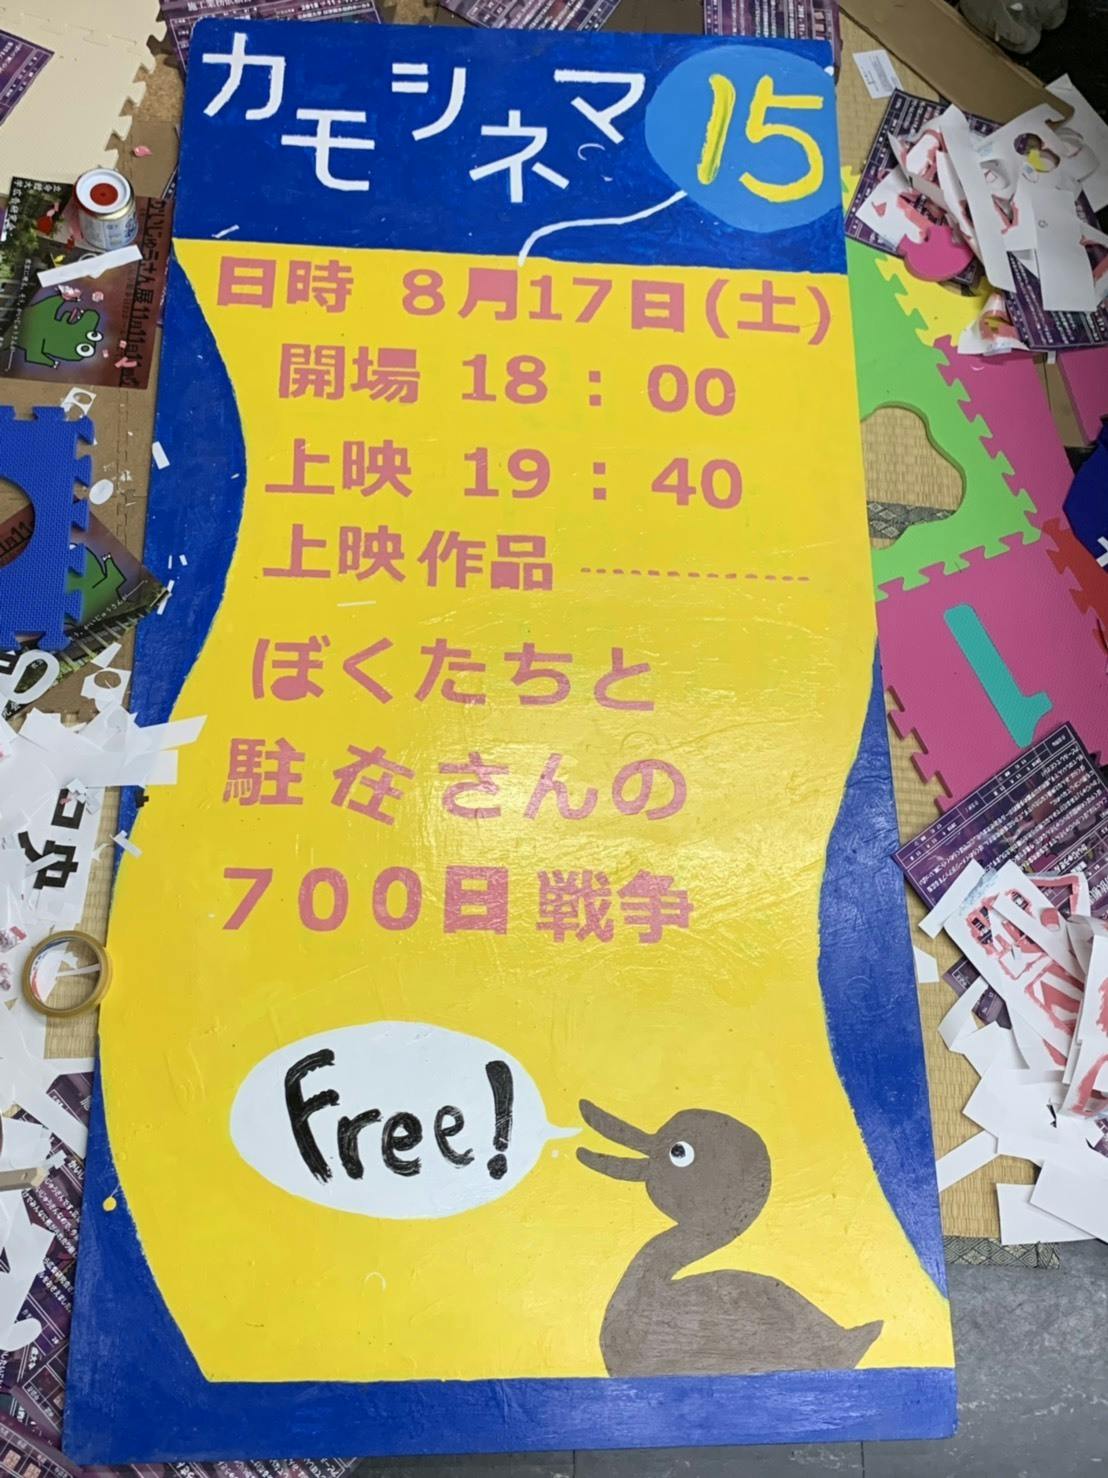 カモシネマ 15
日時 8月17日(土)
開場 18:00
上映 19:40
上映作品
ぼくたちと
駐在さんの
700日戦争
Free!